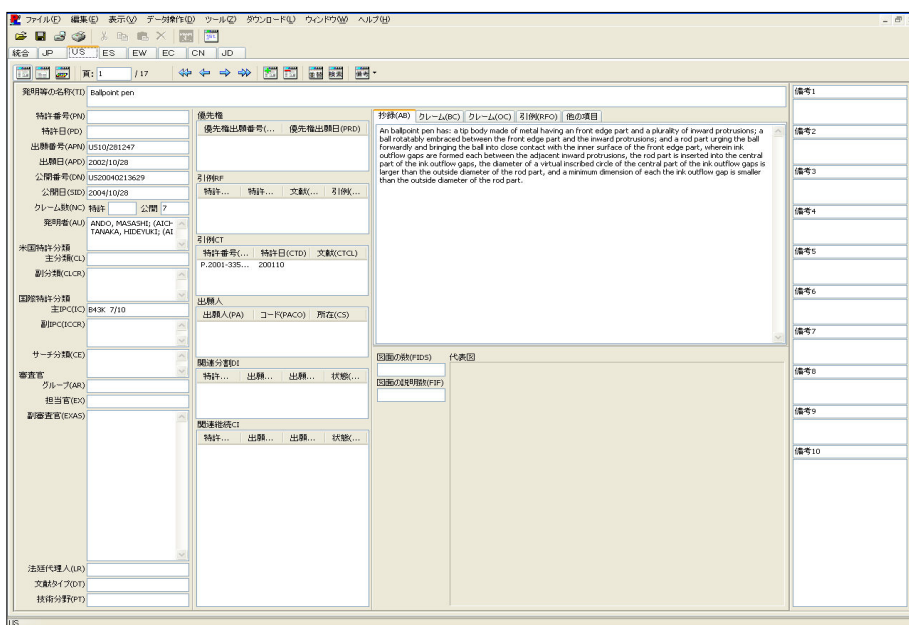 ファイル(F) 編集(E) 表示(V) データ操作(D) ツール(Z) ダウンロード(L) ウィンドウ(W) ヘルプ(H)
統合 JP US ES EW EC CN JD
頁: 1 / 17 重替 検索 備考
発明等の名称(TI) Ballpoint pen
特許番号(PN)
特許日(PD)
出願番号(APN) US10/281247
出願日(APD) 2002/10/28
公開番号(DN) US20040213629
公開日(SID) 2004/10/28
クレーム数(NC) 特許 公開 7
発明者(AU) ANDO, MASASHI; (AICH
TANAKA, HIDEYUKI; (AI
米国特許分類
主分類(CL)
副分類(CLCR)
国際特許分類
主IPC(IC) B43K 7/10
副IPC(ICCR)
サーチ分類(CE)
審査官
グループ(AR)
担当官(EX)
副審査官(EXAS)
法廷代理人(LR)
文献タイプ(DT)
技術分野(PT)
優先権
優先権出願番号(... 優先権出願日(PRD)
引例RF
特許... 特許... 文献(... 引例(...
引例CT
特許番号(... 特許日(CTD) 文献(CTCL)
P.2001-335... 200110
出願人
出願人(PA) コード(PACO) 所在(CS)
関連分割DI
特許... 出願... 出願... 状態(...
関連継続CI
特許... 出願... 出願... 状態(...
抄録(AB) クレーム(BC) クレーム(OC) 引例(RFO) 他の項目
An ballpoint pen has: a tip body made of metal having an front edge part and a plurality of inward protrusions; a
ball rotatably embraced between the front edge part and the inward protrusions; and a rod part urging the ball
forwardly and bringing the ball into close contact with the inner surface of the front edge part, wherein ink
outflow gaps are formed each between the adjacent inward protrusions, the rod part is inserted into the central
part of the ink outflow gaps, the diameter of a virtual inscribed circle of the central part of the ink outflow gaps is
larger than the outside diameter of the rod part, and a minimum dimension of each the ink outflow gap is smaller
than the outside diameter of the rod part.
図面の数(FIDS) 代表図
図面の説明数(FIF)
備考1
備考2
備考3
備考4
備考5
備考6
備考7
備考8
備考9
備考10
US